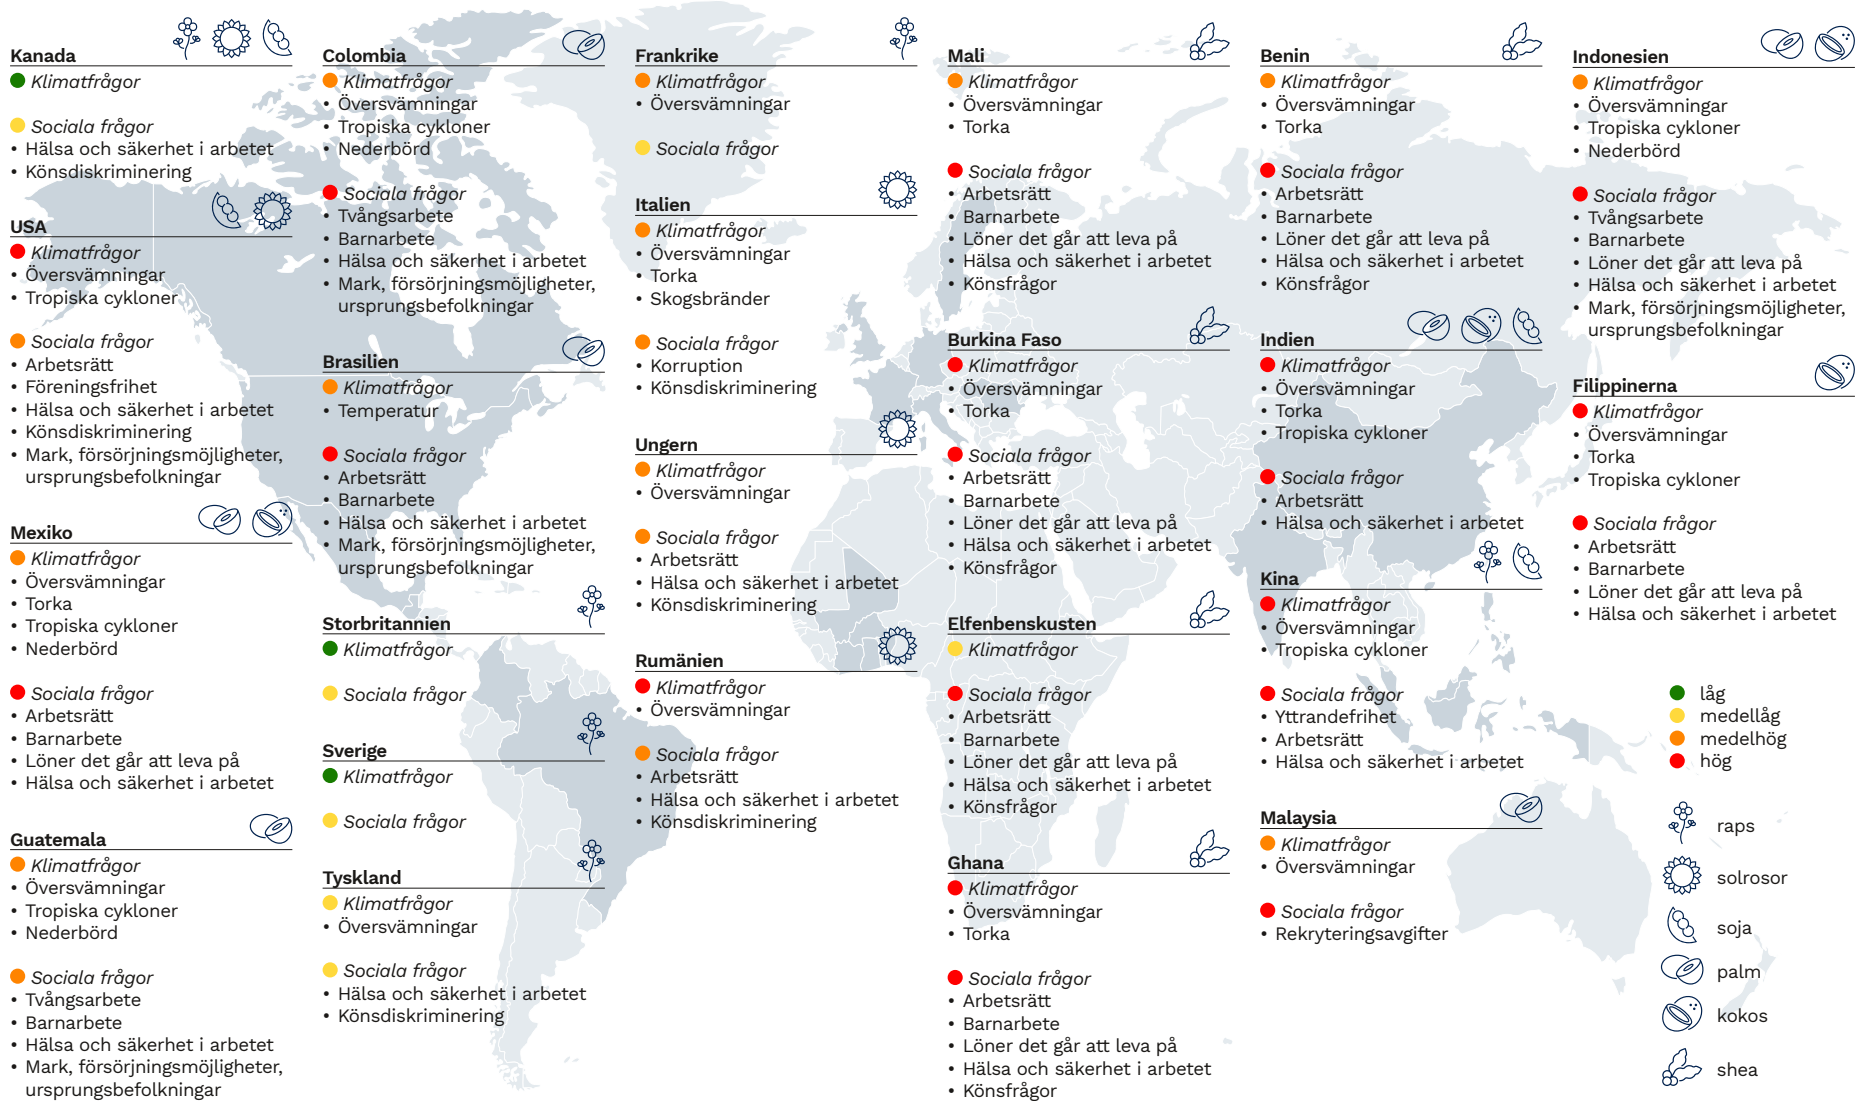 Kanada
Klimatfrågor
Sociala frågor
• Hälsa och säkerhet i arbetet
• Könsdiskriminering
USA
Klimatfrågor
• Översvämningar
• Tropiska cykloner
Sociala frågor
• Arbetsrätt
• Föreningsfrihet
• Hälsa och säkerhet i arbetet
• Könsdiskriminering
• Mark, försörjningsmöjligheter,
ursprungsbefolkningar
Mexiko
Klimatfrågor
• Översvämningar
• Torka
• Tropiska cykloner
• Nederbörd
Sociala frågor
• Arbetsrätt
• Barnarbete
• Löner det går att leva på
• Hälsa och säkerhet i arbetet
Guatemala
Klimatfrågor
• Översvämningar
• Tropiska cykloner
• Nederbörd
Sociala frågor
• Tvångsarbete
• Barnarbete
• Hälsa och säkerhet i arbetet
• Mark, försörjningsmöjligheter,
ursprungsbefolkningar
Colombia
Klimatfrågor
• Översvämningar
• Tropiska cykloner
• Nederbörd
Sociala frågor
• Tvångsarbete
• Barnarbete
• Hälsa och säkerhet i arbetet
• Mark, försörjningsmöjligheter,
ursprungsbefolkningar
Brasilien
Klimatfrågor
• Temperatur
Sociala frågor
• Arbetsrätt
• Barnarbete
• Hälsa och säkerhet i arbetet
• Mark, försörjningsmöjligheter,
ursprungsbefolkningar
Storbritannien
Klimatfrågor
Sociala frågor
Sverige
Klimatfrågor
Sociala frågor
Tyskland
Klimatfrågor
• Översvämningar
Sociala frågor
• Hälsa och säkerhet i arbetet
• Könsdiskriminering
Frankrike
Klimatfrågor
• Översvämningar
Sociala frågor
Italien
Klimatfrågor
• Översvämningar
• Torka
• Skogsbränder
Sociala frågor
• Korruption
• Könsdiskriminering
Ungern
Klimatfrågor
• Översvämningar
Sociala frågor
• Arbetsrätt
• Hälsa och säkerhet i arbetet
• Könsdiskriminering
Rumänien
Klimatfrågor
• Översvämningar
Sociala frågor
• Arbetsrätt
• Hälsa och säkerhet i arbetet
• Könsdiskriminering
Mali
Klimatfrågor
• Översvämningar
• Torka
Sociala frågor
• Arbetsrätt
• Barnarbete
• Löner det går att leva på
• Hälsa och säkerhet i arbetet
• Könsfrågor
Burkina Faso
Klimatfrågor
• Översvämningar
• Torka
Sociala frågor
• Arbetsrätt
• Barnarbete
• Löner det går att leva på
• Hälsa och säkerhet i arbetet
• Könsfrågor
Elfenbenskusten
Klimatfrågor
Sociala frågor
• Arbetsrätt
• Barnarbete
• Löner det går att leva på
• Hälsa och säkerhet i arbetet
• Könsfrågor
Ghana
Klimatfrågor
• Översvämningar
• Torka
Sociala frågor
• Arbetsrätt
• Barnarbete
• Löner det går att leva på
• Hälsa och säkerhet i arbetet
• Könsfrågor
Benin
Klimatfrågor
• Översvämningar
• Torka
Sociala frågor
• Arbetsrätt
• Barnarbete
• Löner det går att leva på
• Hälsa och säkerhet i arbetet
• Könsfrågor
Indien
Klimatfrågor
• Översvämningar
• Torka
• Tropiska cykloner
Sociala frågor
• Arbetsrätt
• Hälsa och säkerhet i arbetet
Kina
Klimatfrågor
• Översvämningar
• Tropiska cykloner
Sociala frågor
• Yttrandefrihet
• Arbetsrätt
• Hälsa och säkerhet i arbetet
Malaysia
Klimatfrågor
• Översvämningar
Sociala frågor
• Rekryteringsavgifter
Indonesien
Klimatfrågor
• Översvämningar
• Tropiska cykloner
• Nederbörd
Sociala frågor
• Tvångsarbete
• Barnarbete
• Löner det går att leva på
• Hälsa och säkerhet i arbetet
• Mark, försörjningsmöjligheter,
ursprungsbefolkningar
Filippinerna
Klimatfrågor
• Översvämningar
• Torka
• Tropiska cykloner
Sociala frågor
• Arbetsrätt
• Barnarbete
• Löner det går att leva på
• Hälsa och säkerhet i arbetet
låg
medellåg
medelhög
hög
raps
solrosor
soja
palm
kokos
shea